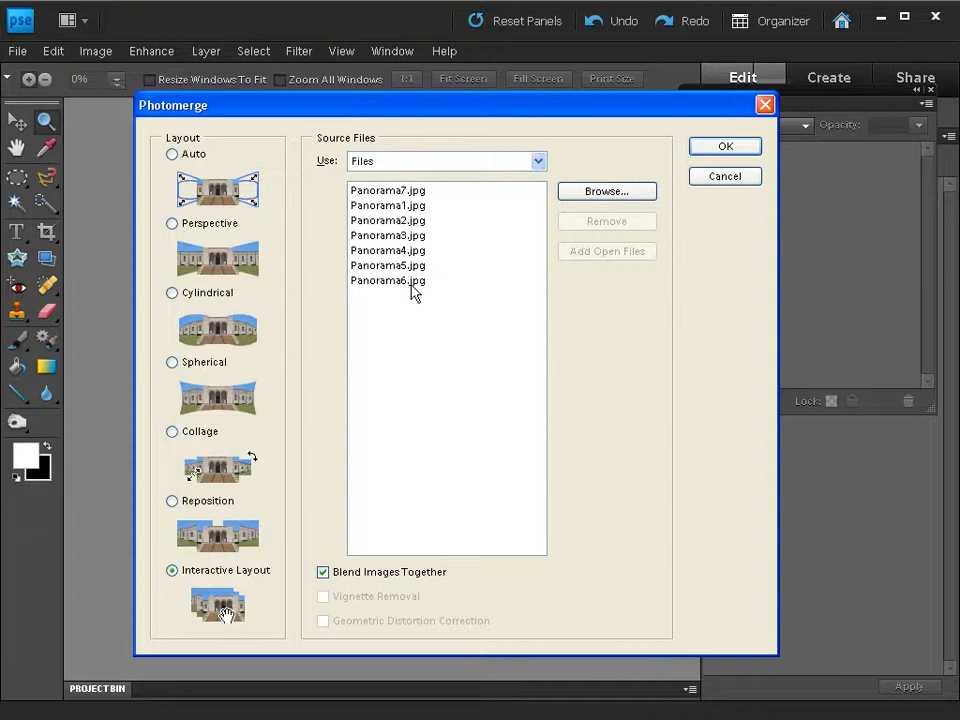 pse Reset Panels Undo Redo Organizer
File Edit Image Enhance Layer Select Filter View Window Help
0% Resize Windows To Fit Zoom All Windows 1:1 Fit Screen Fill Screen Print Size
Edit Create Share
Photomerge
Opacity:
Layout
Auto
Perspective
Cylindrical
Spherical
Collage
Reposition
Interactive Layout
Source Files
Use: Files
Panorama7.jpg
Panorama1.jpg
Panorama2.jpg
Panorama3.jpg
Panorama4.jpg
Panorama5.jpg
Panorama6.jpg
Browse...
Remove
Add Open Files
Blend Images Together
Vignette Removal
Geometric Distortion Correction
OK
Cancel
Lock:
PROJECT BIN
Apply